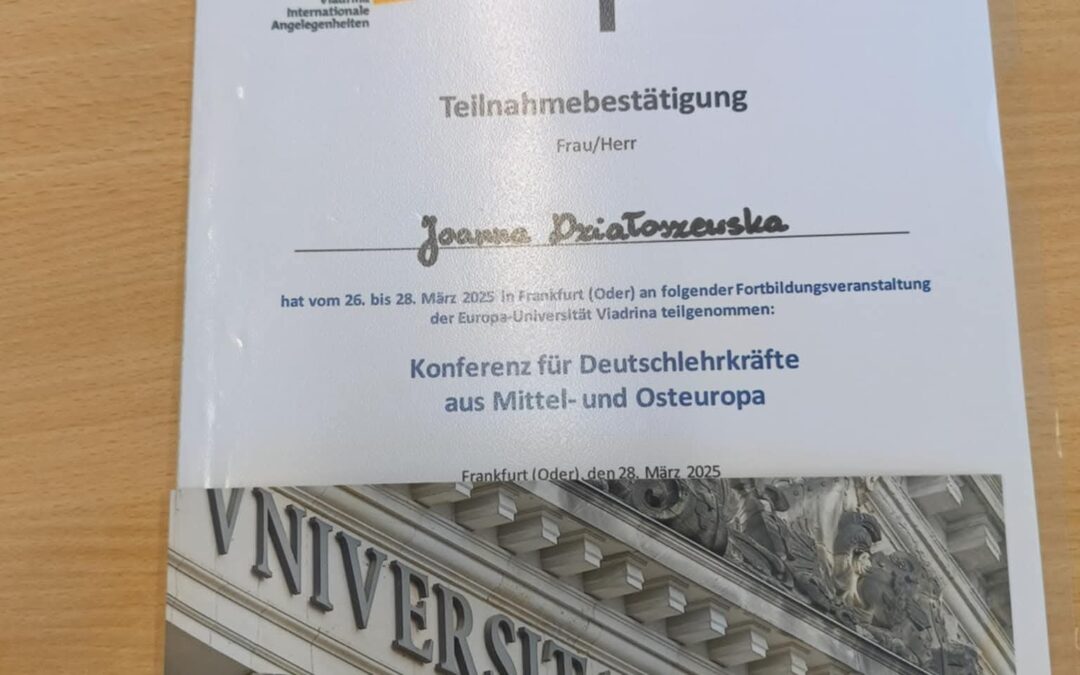 Viadrina
Internationale
Angelegenheiten
Teilnahmebestätigung
Frau/Herr
Joanna Działoszewska
hat vom 26. bis 28. März 2025 in Frankfurt (Oder) an folgender Fortbildungsveranstaltung
der Europa-Universität Viadrina teilgenommen:
Konferenz für Deutschlehrkräfte
aus Mittel- und Osteuropa
Frankfurt (Oder), den 28. März 2025
VNIVERSIT